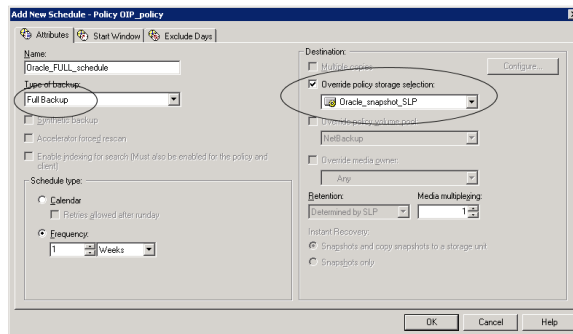 Add New Schedule - Policy OIP_policy
Attributes
Start Window
Exclude Days
Name:
Oracle_FULL_schedule
Type of backup:
Full Backup
Synthetic backup
Accelerator forced rescan
Enable indexing for search (Must also be enabled for the policy and
client)
Schedule type:
Calendar
Retries allowed after runday
Frequency:
1
Weeks
Destination:
Multiple copies
Configure...
Override policy storage selection:
Oracle_snapshot_SLP
Override policy volume pool:
NetBackup
Override media owner:
Any
Retention:
Media multiplexing:
Determined by SLP
1
Instant Recovery:
Snapshots and copy snapshots to a storage unit
Snapshots only
OK
Cancel
Help